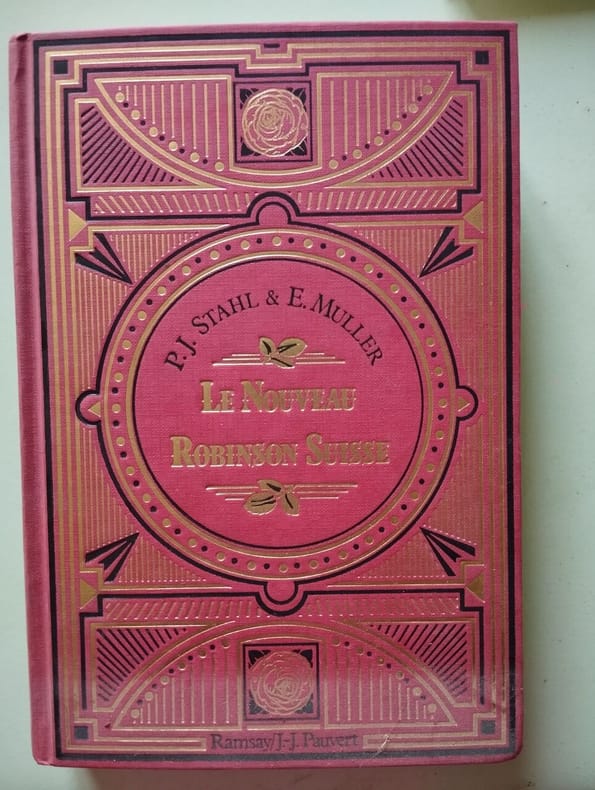 P.J. STAHL & E. MULLER
LE NOUVEAU
ROBINSON SUISSE
Ramsay/J.-J. Pauvert